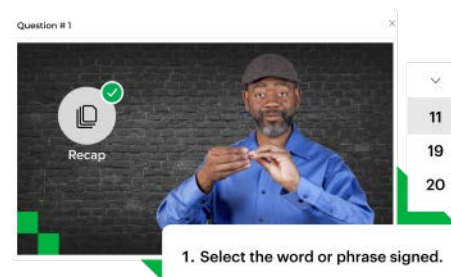 Question # 1
Recap
11
19
20
1. Select the word or phrase signed.